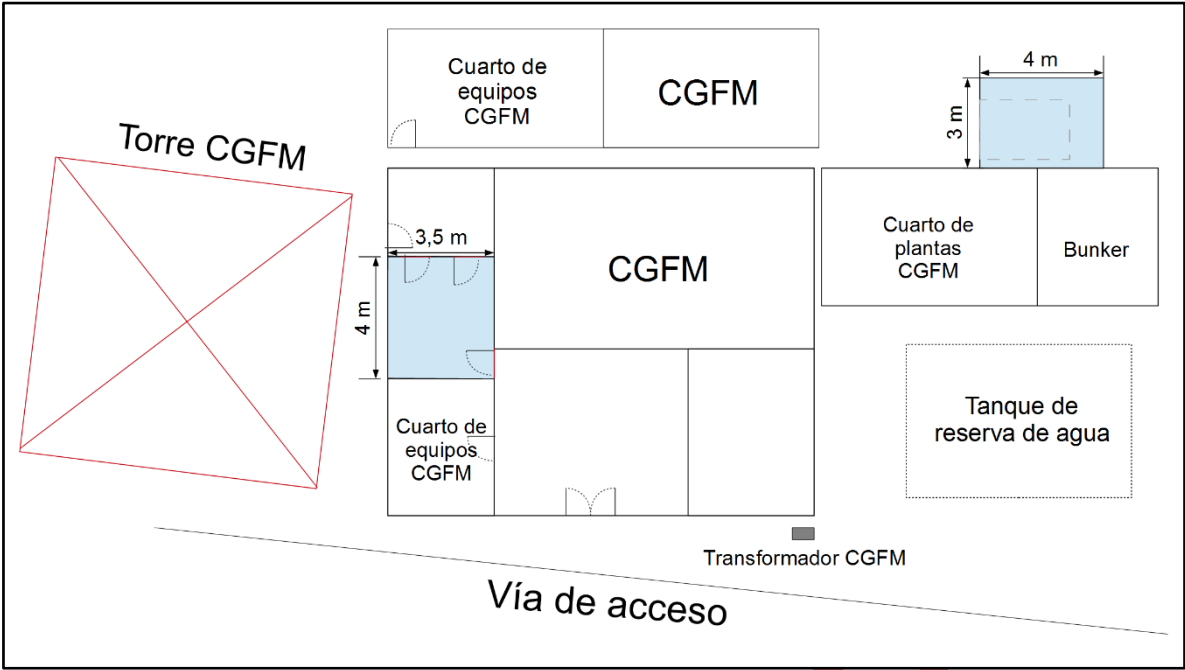 Cuarto de
equipos
CGFM
CGFM
4 m
3 m
Torre CGFM
3,5 m
4 m
CGFM
Cuarto de
plantas
CGFM
Bunker
Cuarto de
equipos
CGFM
Tanque de
reserva de agua
Transformador CGFM
Vía de acceso